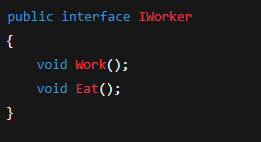 public interface IWorker
{
    void Work();
    void Eat();
}